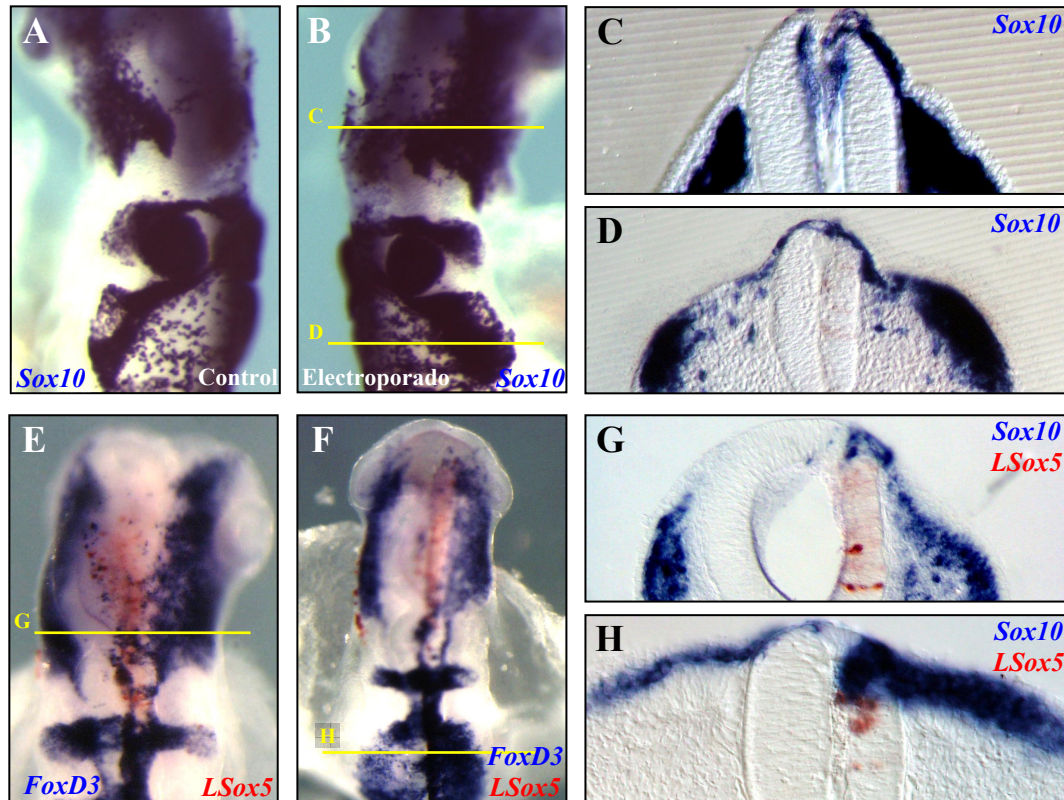 A
B
C
Sox10
C
D
Sox10
D
Sox10
Control
Electroporado
Sox10
E
F
G
Sox10
LSox5
G
H
Sox10
LSox5
H
FoxD3
LSox5
FoxD3
LSox5